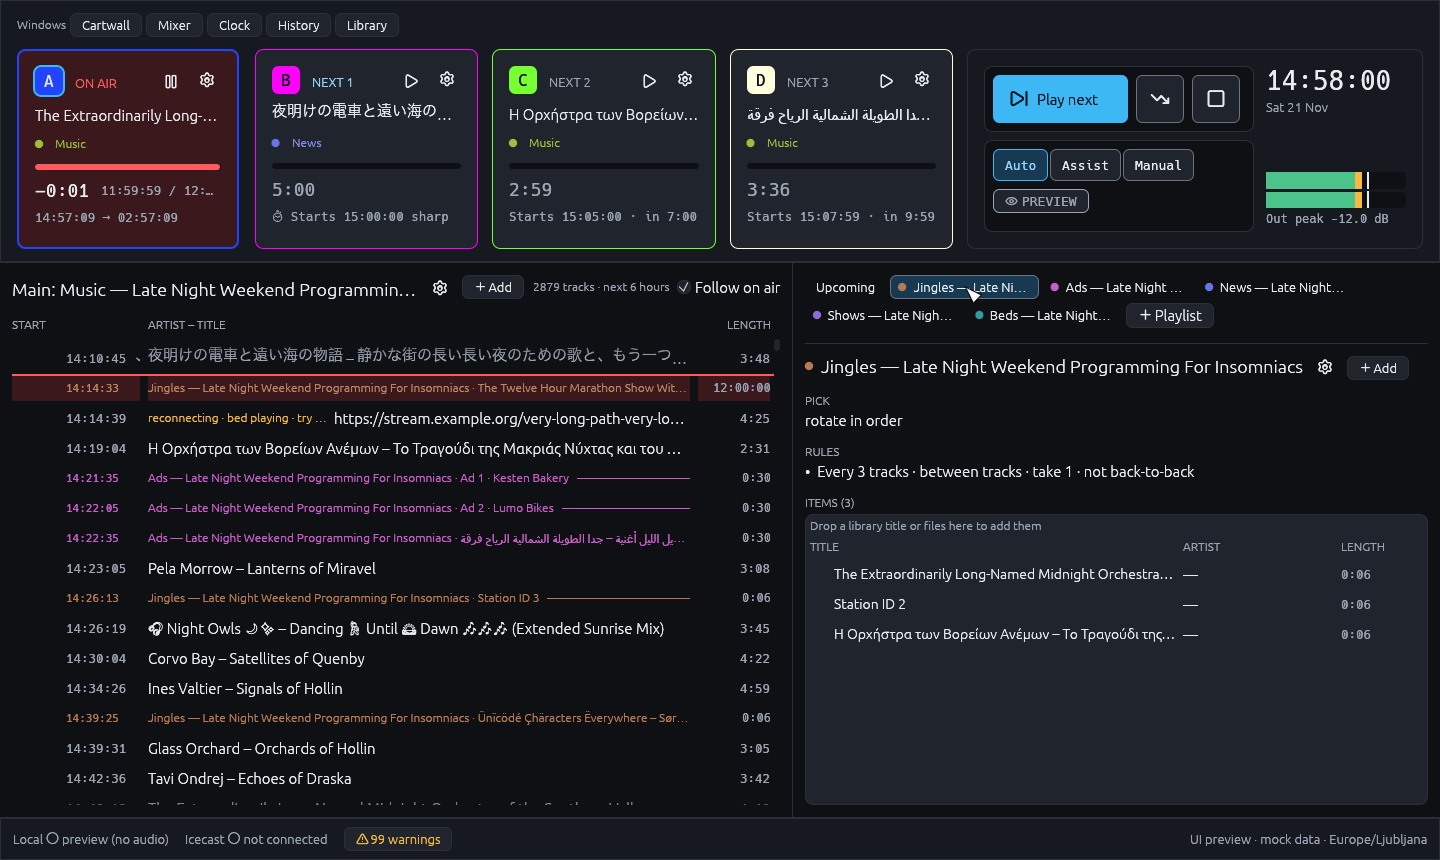 Windows Cartwall Mixer Clock History Library
A ON AIR
The Extraordinarily Long-…
Music
−0:01 11:59:59 / 12:…
14:57:09 → 02:57:09
B NEXT 1
夜明けの電車と遠い海の…
News
5:00
Starts 15:00:00 sharp
C NEXT 2
Η Ορχήστρα των Βορείων…
Music
2:59
Starts 15:05:00 · in 7:00
D NEXT 3
جدا الطويلة الشمالية الرياح فرقة…
Music
3:36
Starts 15:07:59 · in 9:59
Play next
Auto Assist Manual
PREVIEW
14:58:00
Sat 21 Nov
Out peak -12.0 dB
Main: Music — Late Night Weekend Programmin… + Add 2879 tracks · next 6 hours Follow on air
START ARTIST – TITLE LENGTH
14:10:45 夜明けの電車と遠い海の物語 – 静かな街の長い長い夜のための歌と、もう一つ… 3:48
14:14:33 Jingles — Late Night Weekend Programming For Insomniacs · The Twelve Hour Marathon Show Wit… 12:00:00
14:14:39 reconnecting · bed playing · try … https://stream.example.org/very-long-path-very-lo… 4:25
14:19:04 Η Ορχήστρα των Βορείων Ανέμων – Το Τραγούδι της Μακριάς Νύχτας και του … 2:31
14:21:35 Ads — Late Night Weekend Programming For Insomniacs · Ad 1 · Kesten Bakery 0:30
14:22:05 Ads — Late Night Weekend Programming For Insomniacs · Ad 2 · Lumo Bikes 0:30
14:22:35 Ads — Late Night Weekend Programming For Insomniacs · فرقة الرياح الشمالية الطويلة جدا – أغنية الليل يل… 0:30
14:23:05 Pela Morrow – Lanterns of Miravel 3:08
14:26:13 Jingles — Late Night Weekend Programming For Insomniacs · Station ID 3 0:06
14:26:19 🎧 Night Owls 🌙✨ – Dancing 💃 Until 🌅 Dawn 🎶🎶🎶 (Extended Sunrise Mix) 3:45
14:30:04 Corvo Bay – Satellites of Quenby 4:22
14:34:26 Ines Valtier – Signals of Hollin 4:59
14:39:25 Jingles — Late Night Weekend Programming For Insomniacs · Ünïcödé Çhäracters Ëverywhere – Sør… 0:06
14:39:31 Glass Orchard – Orchards of Hollin 3:05
14:42:36 Tavi Ondrej – Echoes of Draska 3:42
Upcoming Jingles — Late Ni… Ads — Late Night … News — Late Night…
Shows — Late Nigh… Beds — Late Night… + Playlist
Jingles — Late Night Weekend Programming For Insomniacs + Add
PICK
rotate in order
RULES
• Every 3 tracks · between tracks · take 1 · not back-to-back
ITEMS (3)
Drop a library title or files here to add them
TITLE ARTIST LENGTH
The Extraordinarily Long-Named Midnight Orchestra… — 0:06
Station ID 2 — 0:06
Η Ορχήστρα των Βορείων Ανέμων – Το Τραγούδι της… — 0:06
Local preview (no audio) Icecast not connected 99 warnings UI preview · mock data · Europe/Ljubljana